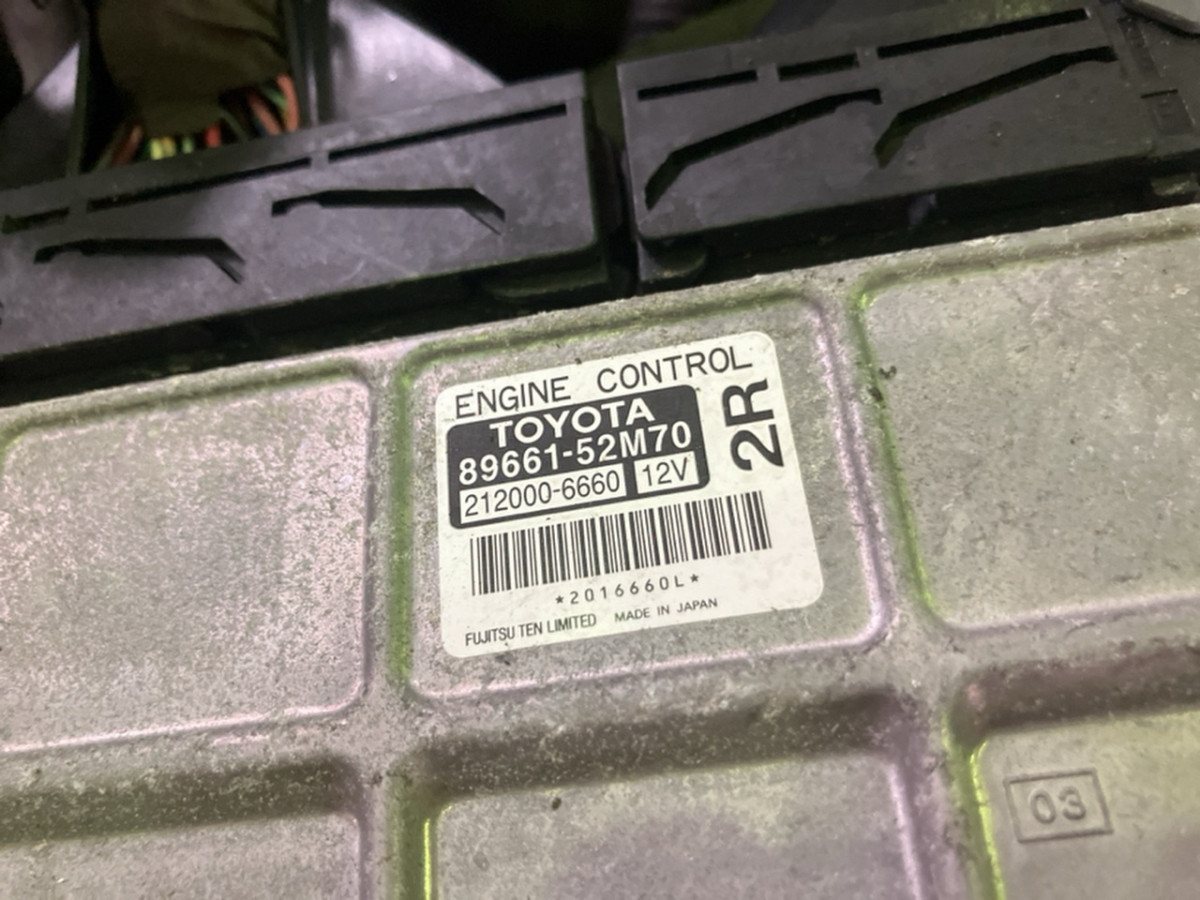 ENGINE CONTROL
TOYOTA
89661-52M70
212000-6660 12V
2R
*2016660L*
FUJITSU TEN LIMITED MADE IN JAPAN
03